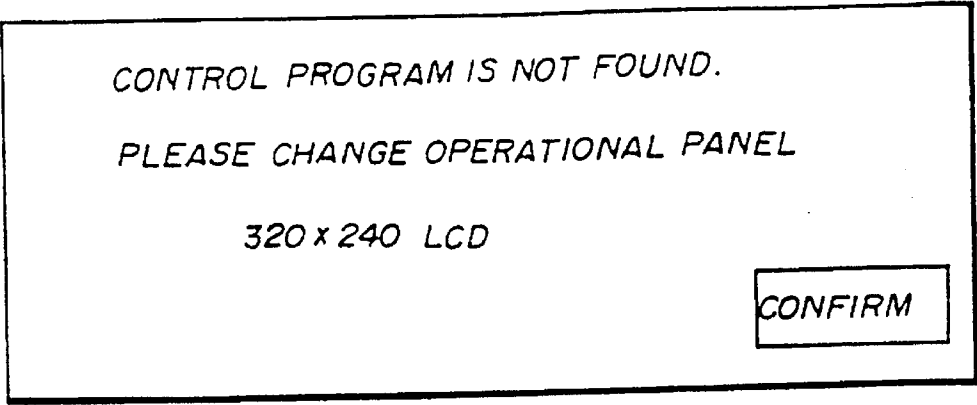 CONTROL PROGRAM IS NOT FOUND.
PLEASE CHANGE OPERATIONAL PANEL
320 x 240 LCD
CONFIRM